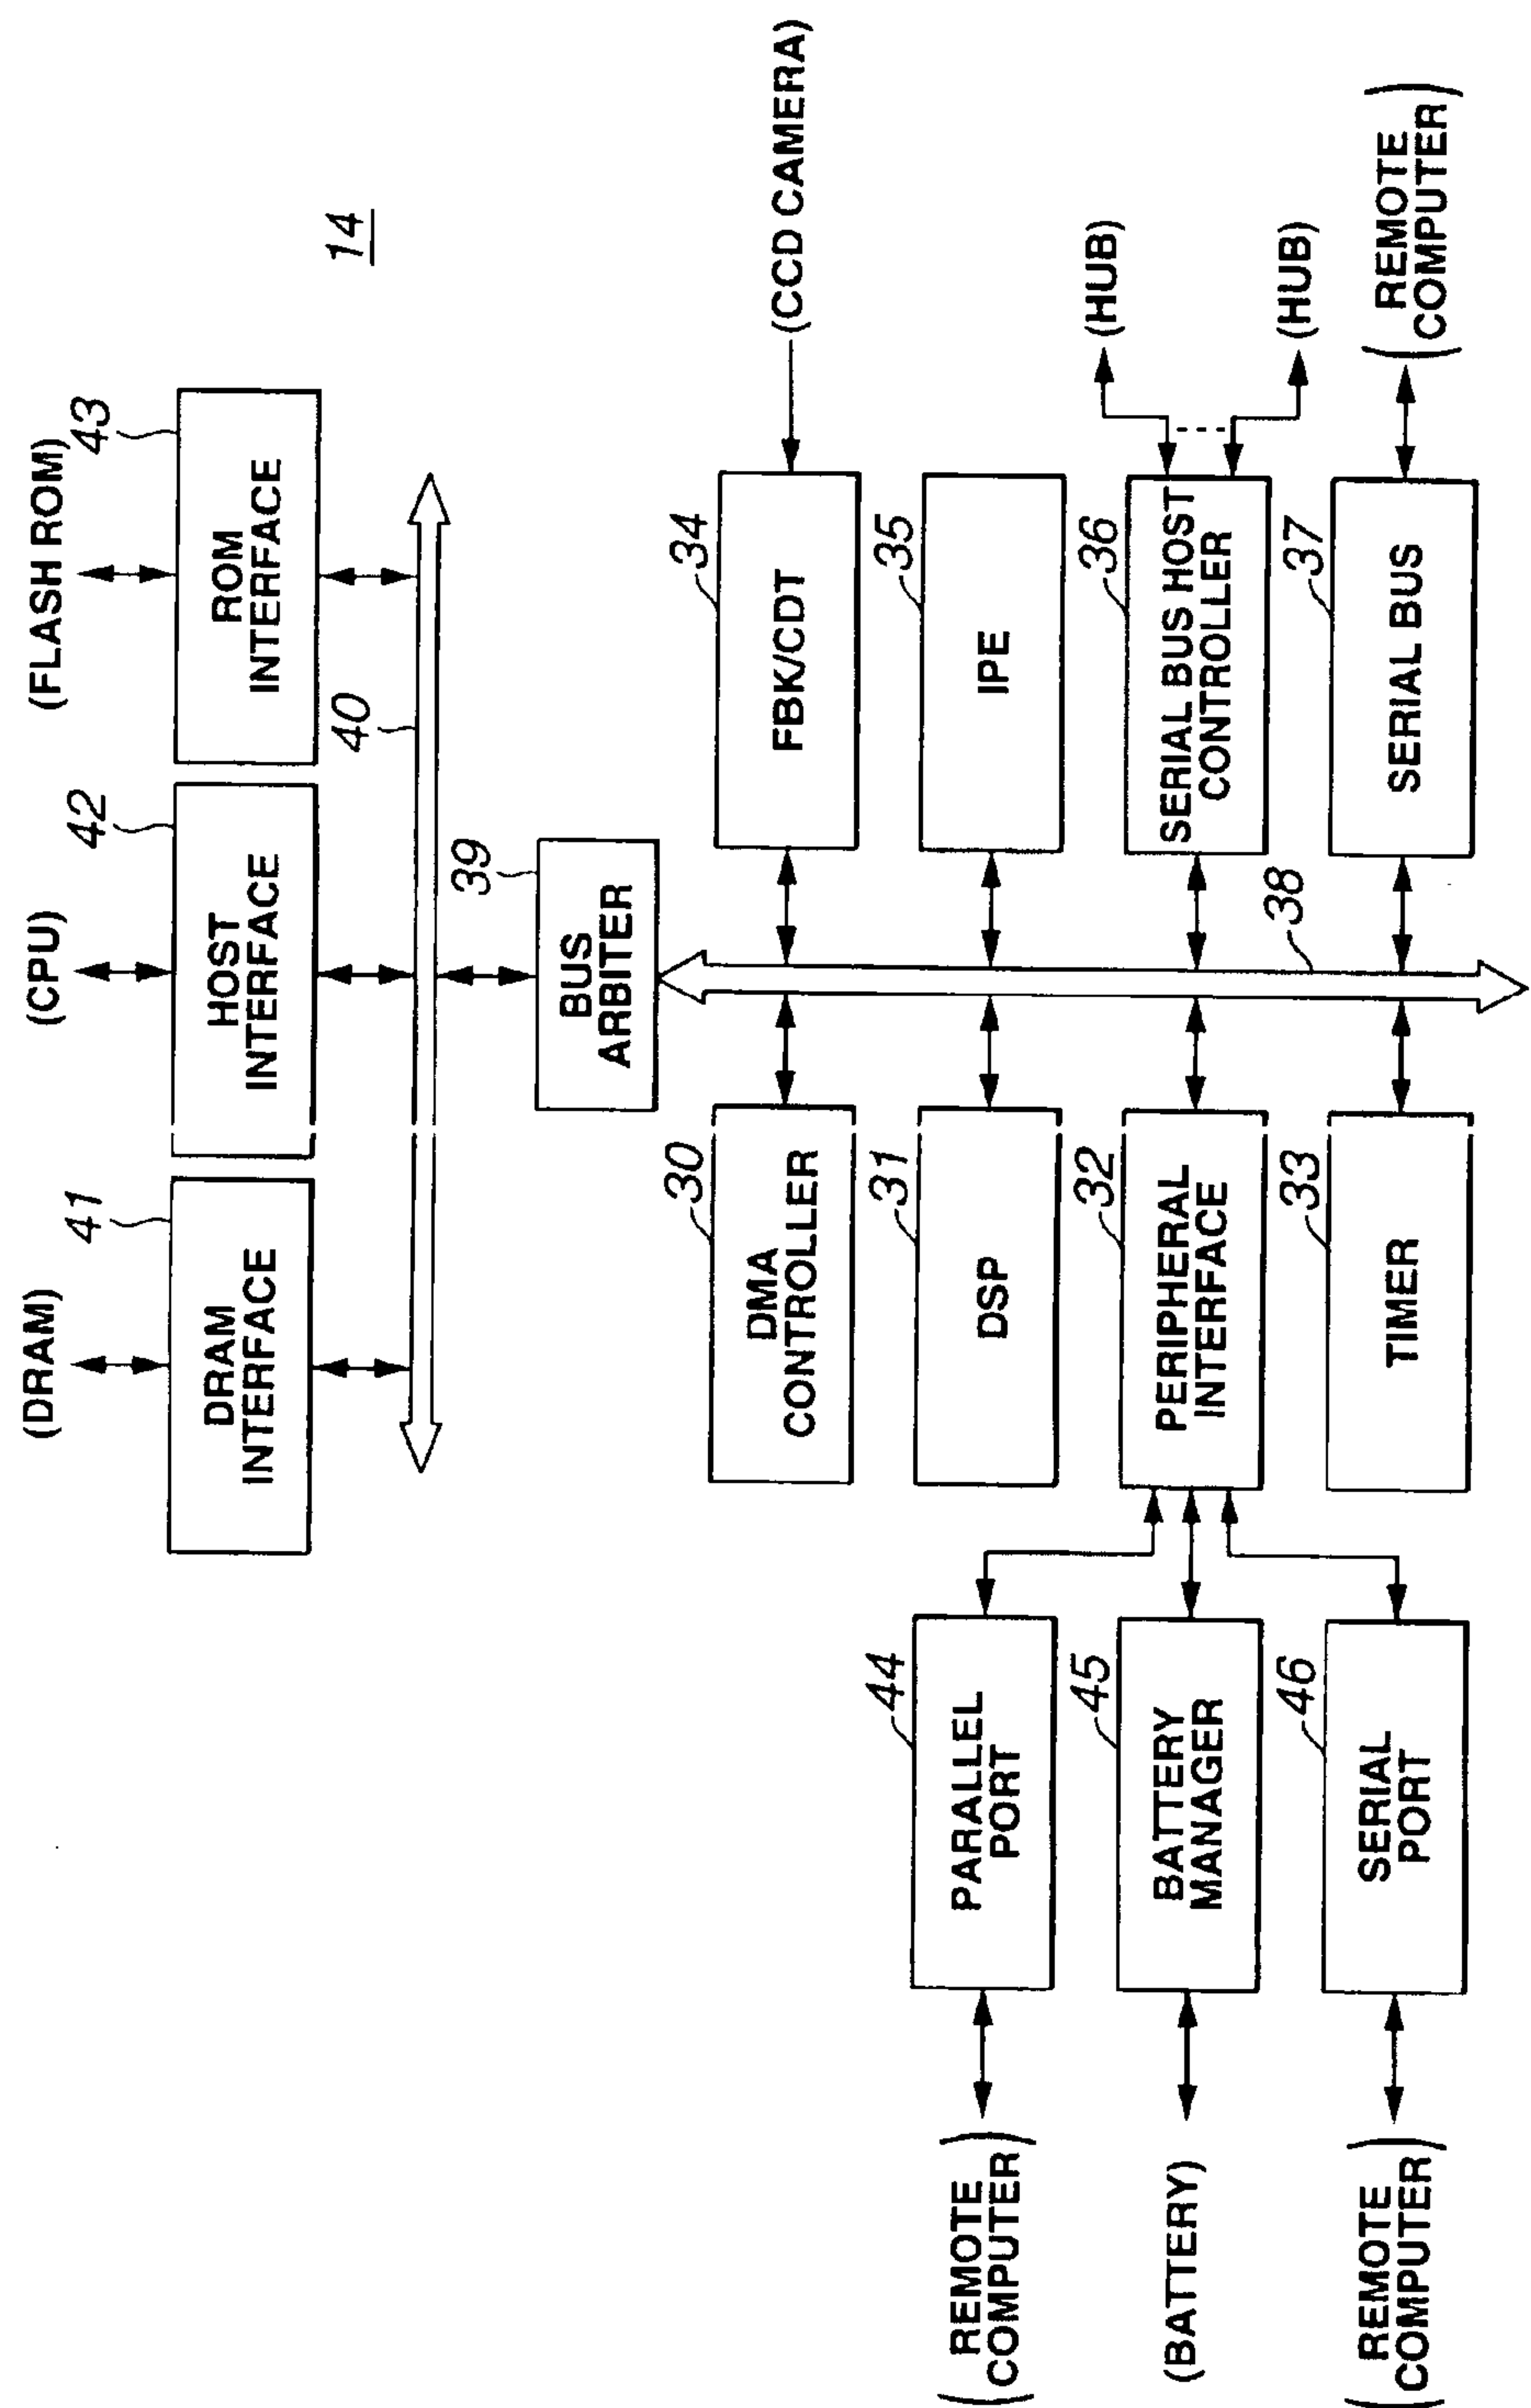 14
(DRAM)
(CPU)
(FLASH ROM)
41
42
43
DRAM
INTERFACE
HOST
INTERFACE
ROM
INTERFACE
40
39
BUS
ARBITER
30
DMA
CONTROLLER
34
FBK/CDT
(CCD CAMERA)
31
DSP
35
IPE
44
PARALLEL
PORT
(REMOTE
COMPUTER)
32
PERIPHERAL
INTERFACE
36
SERIAL BUS HOST
CONTROLLER
(HUB)
(HUB)
45
BATTERY
MANAGER
(BATTERY)
33
TIMER
38
37
SERIAL BUS
(REMOTE
COMPUTER)
46
SERIAL
PORT
(REMOTE
COMPUTER)